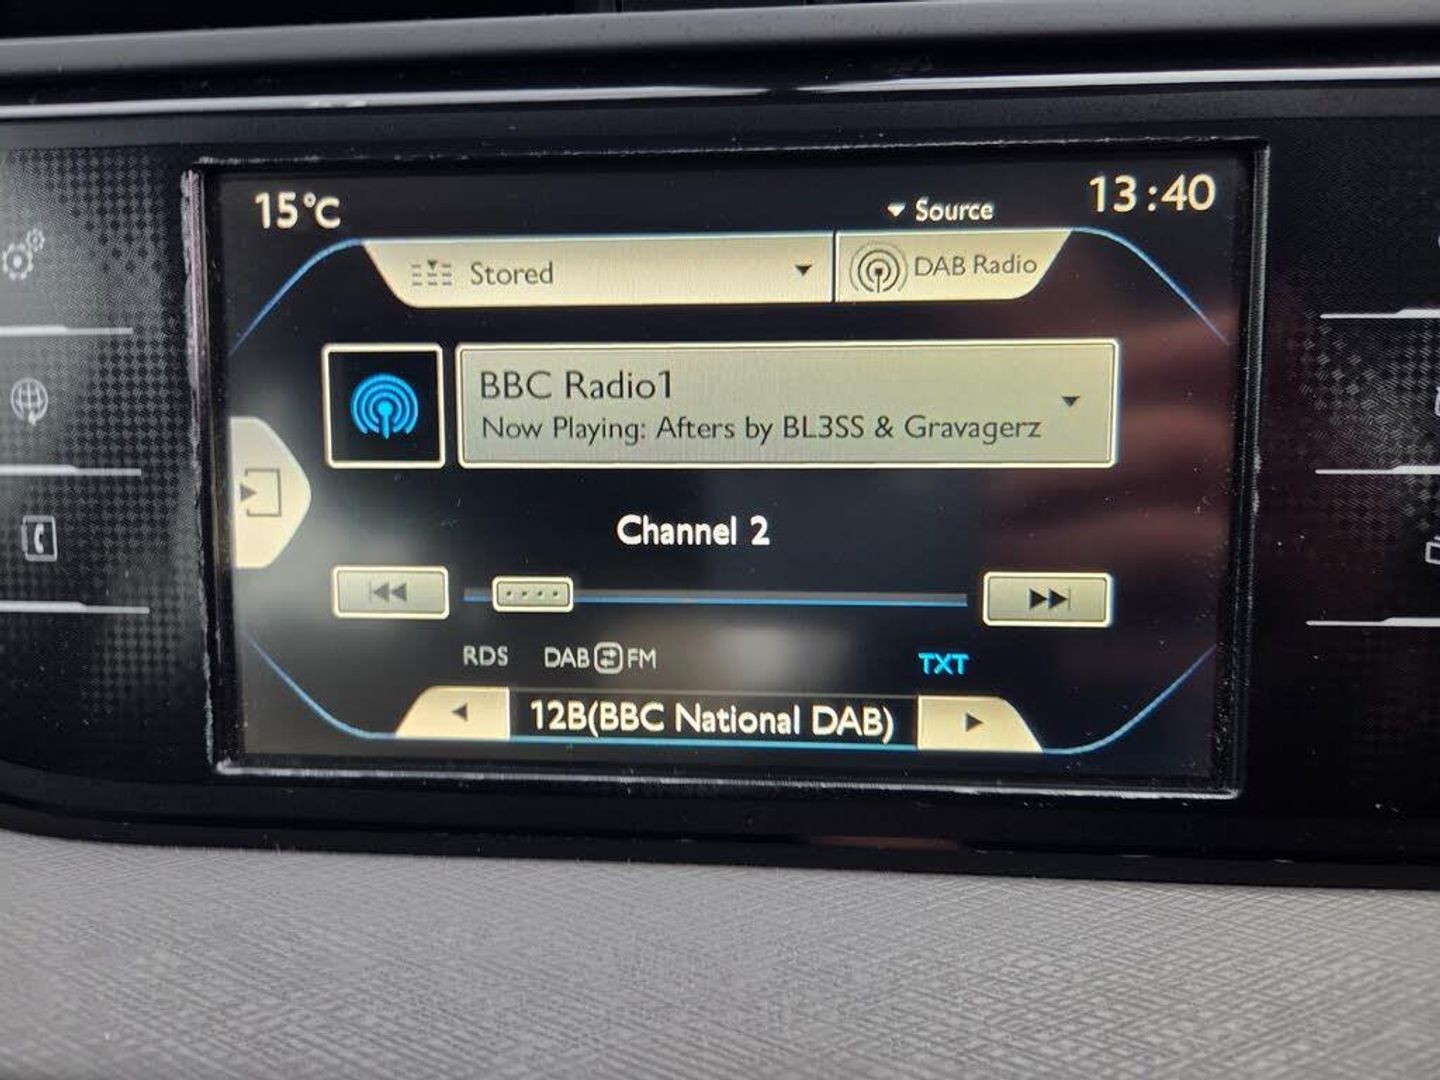 15°C
Source
13:40
Stored
DAB Radio
BBC Radio1
Now Playing: Afters by BL3SS & Gravagerz
Channel 2
RDS DAB FM
TXT
12B(BBC National DAB)